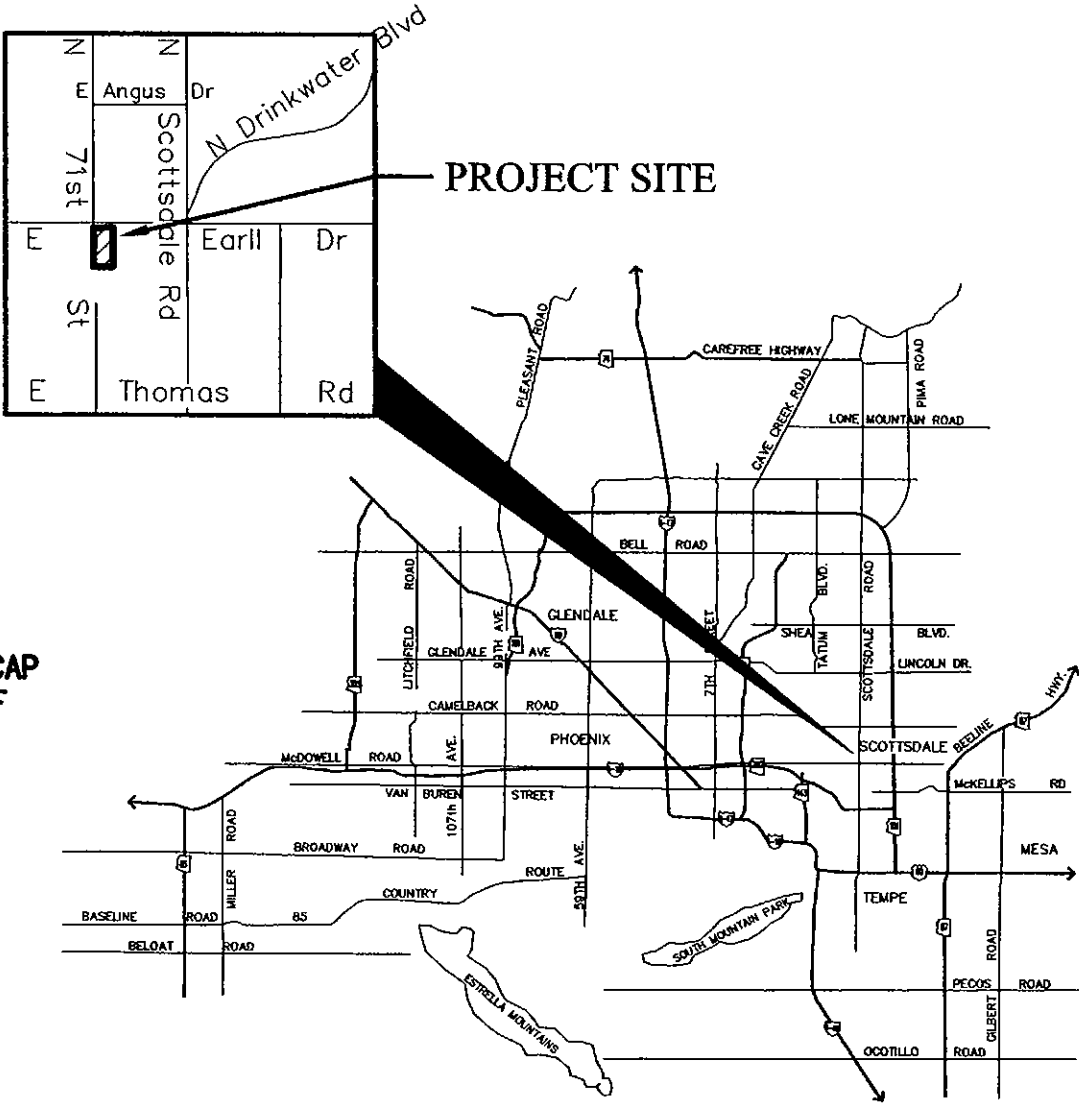 N
N
E Angus Dr
N Drinkwater Blvd
71st
Scottsdale Rd
PROJECT SITE
E Earll Dr
St
E Thomas Rd
PLEASANT ROAD
CAREFREE HIGHWAY
PIMA ROAD
CAVE CREEK ROAD
LONE MOUNTAIN ROAD
BELL ROAD
LITCHFIELD ROAD
99TH AVE.
GLENDALE
GLENDALE AVE
SHEA BLVD.
TATUM BLVD.
SCOTTSDALE ROAD
LINCOLN DR.
7TH
CAP
CAMELBACK ROAD
PHOENIX
SCOTTSDALE
BEELINE HWY.
McDOWELL ROAD
107th AVE.
VAN BUREN STREET
McKELLIPS RD
MILLER ROAD
BROADWAY ROAD
59TH AVE.
MESA
TEMPE
COUNTRY ROUTE
BASELINE ROAD 85
BELOAT ROAD
SOUTH MOUNTAIN PARK
ESTRELLA MOUNTAINS
PECOS ROAD
GILBERT ROAD
OCOTILLO ROAD